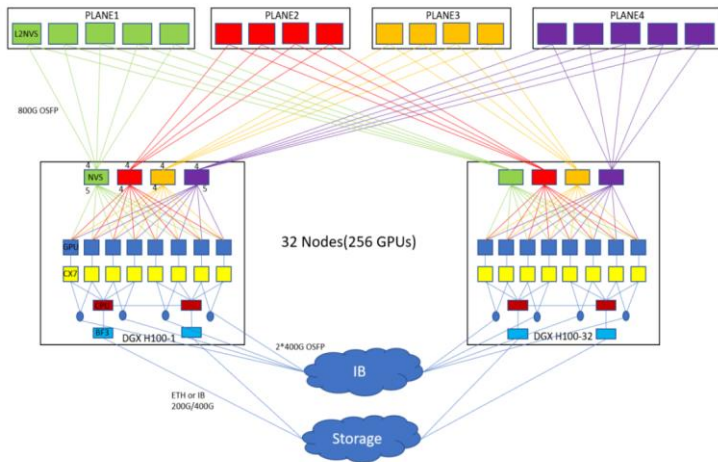 PLANE1
PLANE2
PLANE3
PLANE4
L2NVS
800G OSFP
4
4
4
4
NVS
5
4
4
5
32 Nodes(256 GPUs)
GPU
CX7
CPU
BF3
DGX H100-1
DGX H100-32
2*400G OSFP
IB
ETH or IB
200G/400G
Storage